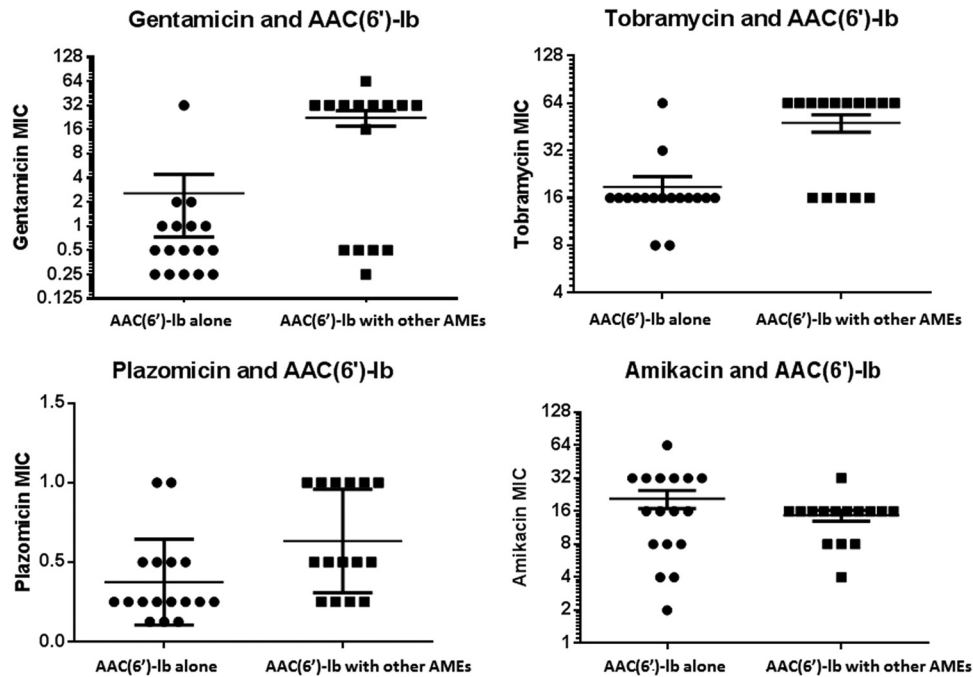 Gentamicin and AAC(6')-Ib
Gentamicin MIC
128
64
32
16
8
4
2
1
0.5
0.25
0.125
AAC(6')-Ib alone
AAC(6')-Ib with other AMEs
Tobramycin and AAC(6')-Ib
Tobramycin MIC
128
64
32
16
8
4
AAC(6')-Ib alone
AAC(6')-Ib with other AMEs
Plazomicin and AAC(6')-Ib
Plazomicin MIC
1.5
1.0
0.5
0.0
AAC(6')-Ib alone
AAC(6')-Ib with other AMEs
Amikacin and AAC(6')-Ib
Amikacin MIC
128
64
32
16
8
4
2
1
AAC(6')-Ib alone
AAC(6')-Ib with other AMEs